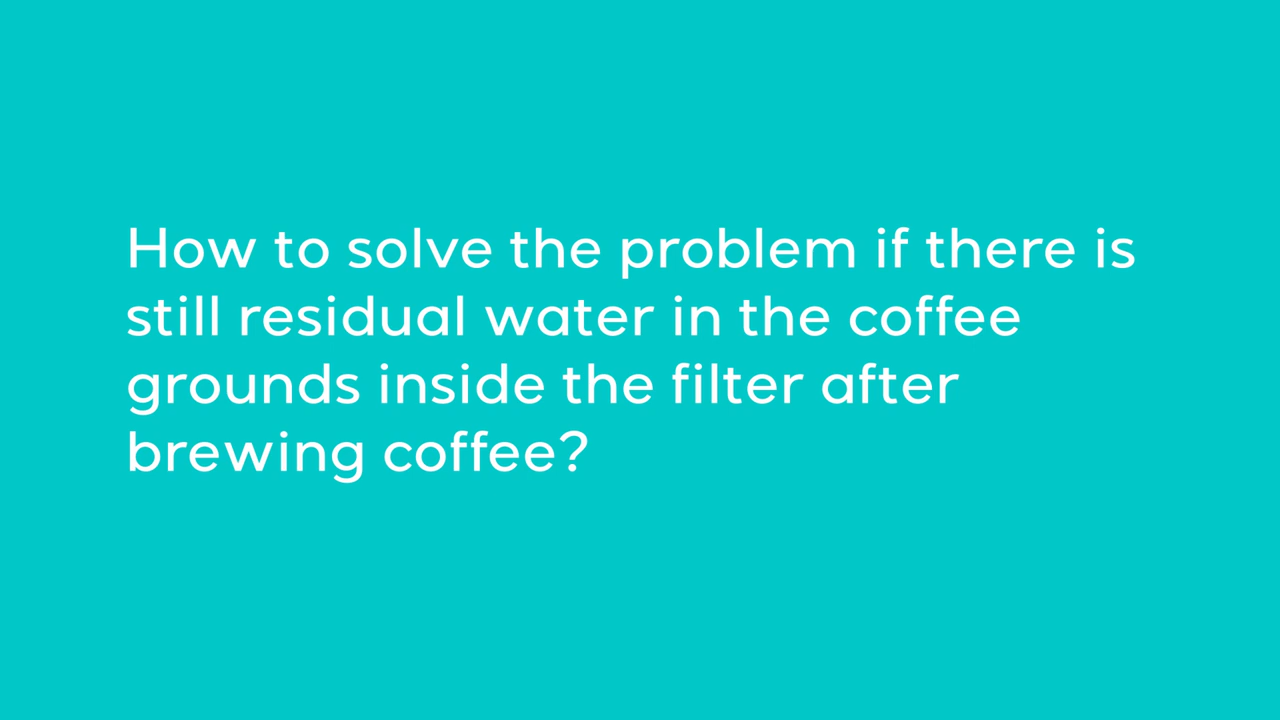 How to solve the problem if there is
still residual water in the coffee
grounds inside the filter after
brewing coffee?